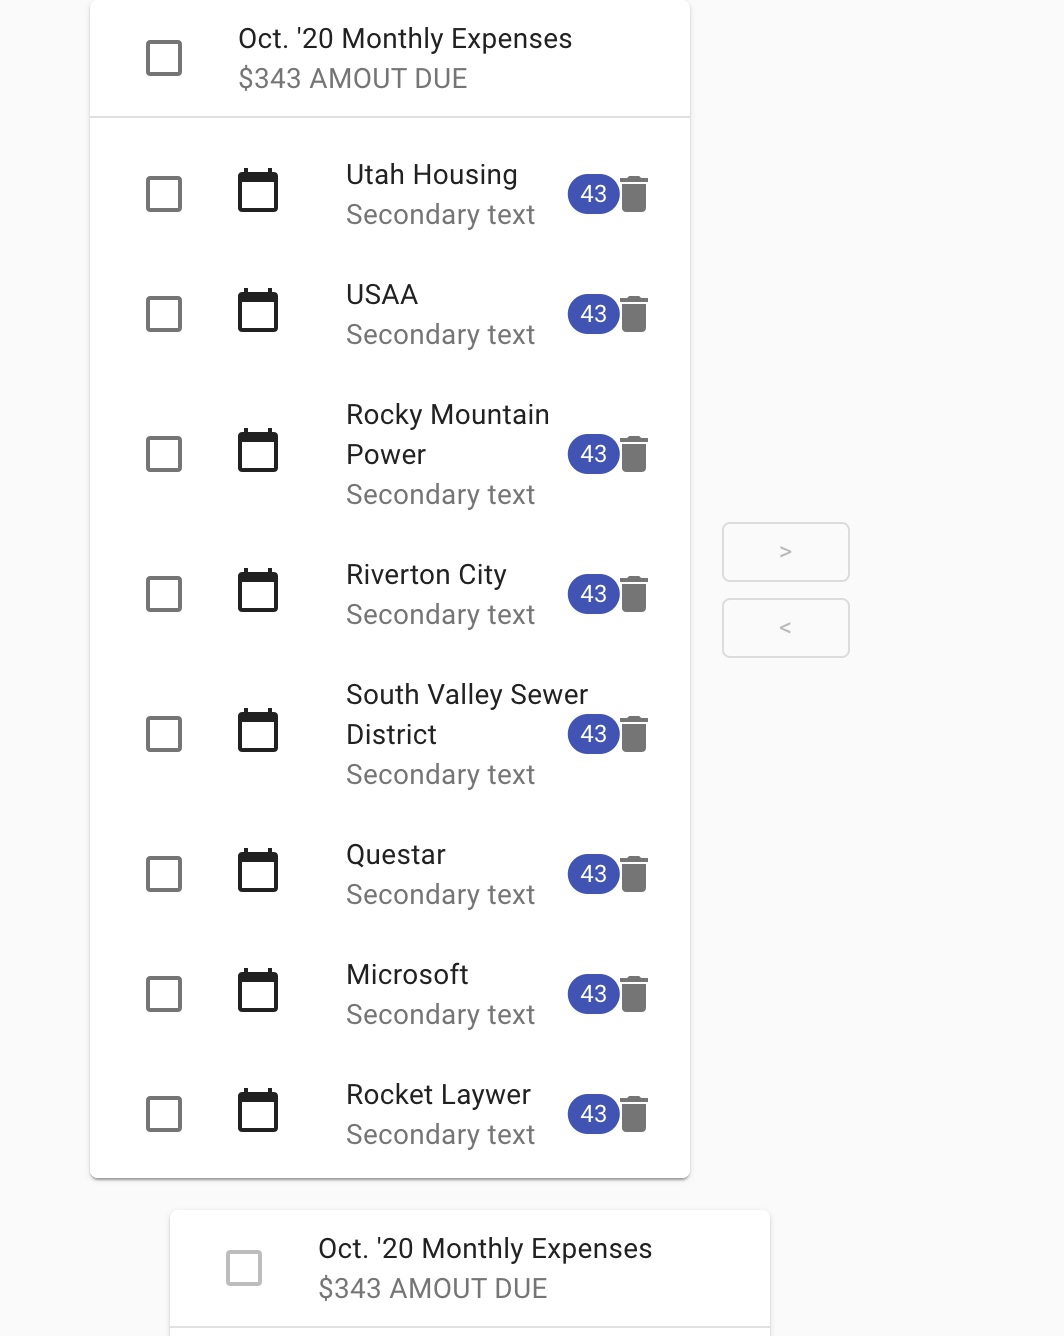 Oct. '20 Monthly Expenses
$343 AMOUT DUE
Utah Housing
Secondary text
43
USAA
Secondary text
43
Rocky Mountain
Power
Secondary text
43
Riverton City
Secondary text
43
South Valley Sewer
District
Secondary text
43
Questar
Secondary text
43
Microsoft
Secondary text
43
Rocket Laywer
Secondary text
43
>
<
Oct. '20 Monthly Expenses
$343 AMOUT DUE